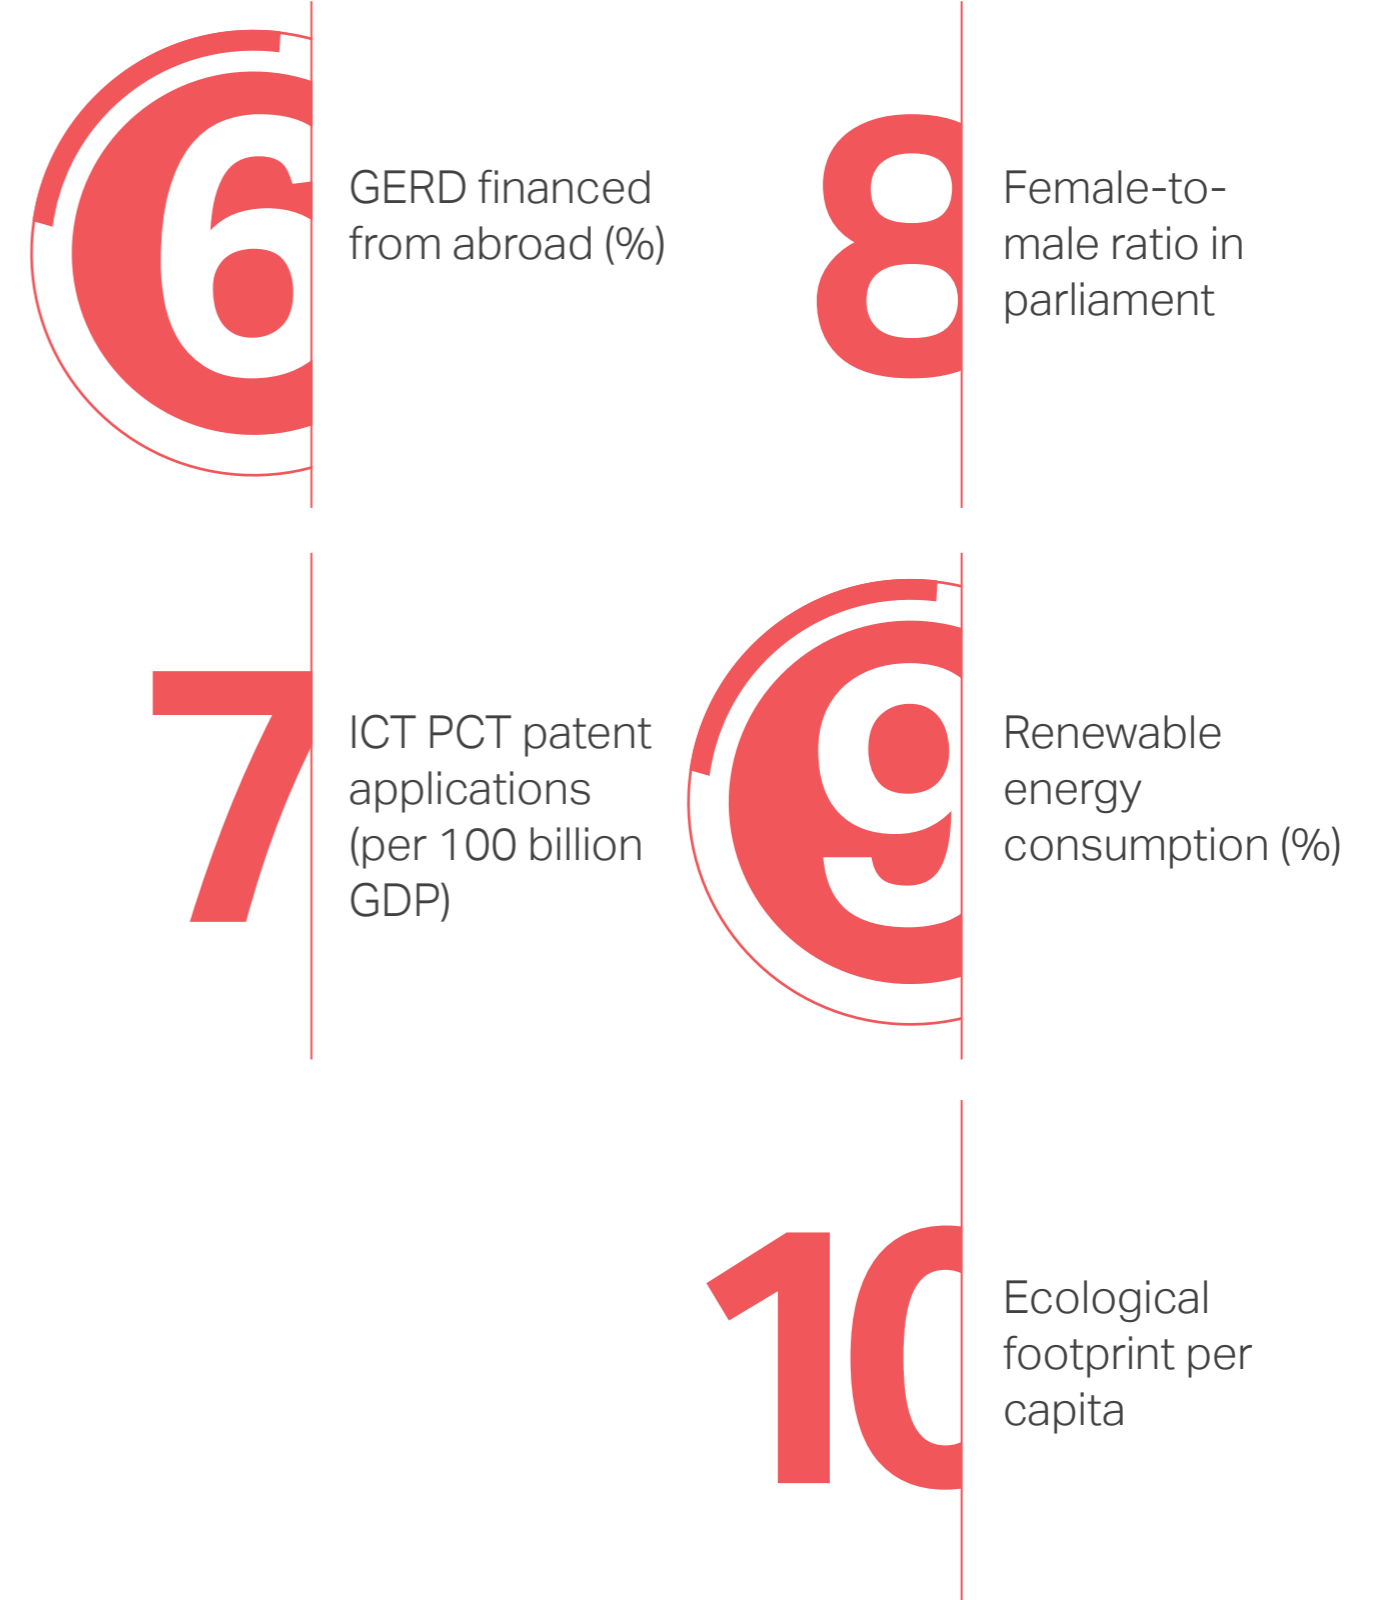 6
GERD financed
from abroad (%)
7
ICT PCT patent
applications
(per 100 billion
GDP)
8
Female-to-
male ratio in
parliament
9
Renewable
energy
consumption (%)
10
Ecological
footprint per
capita